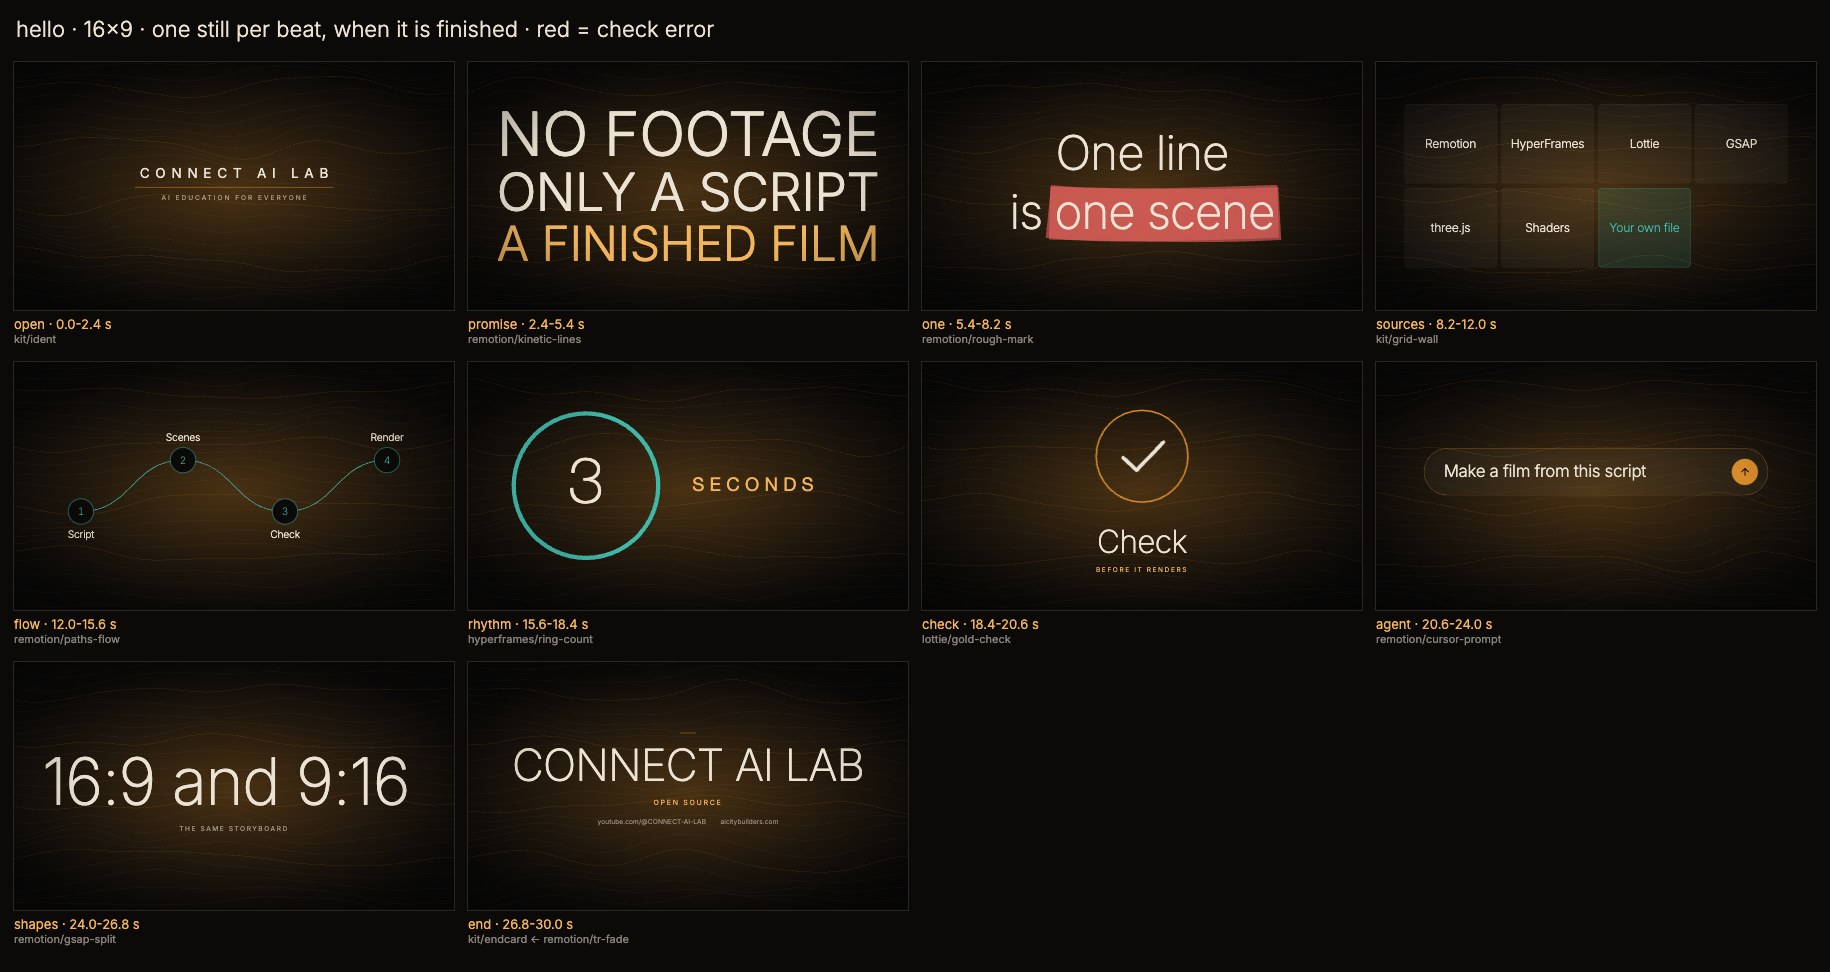 hello · 16×9 · one still per beat, when it is finished · red = check error
CONNECT AI LAB
AI EDUCATION FOR EVERYONE
open · 0.0-2.4 s
kit/ident
NO FOOTAGE
ONLY A SCRIPT
A FINISHED FILM
promise · 2.4-5.4 s
remotion/kinetic-lines
One line
is one scene
one · 5.4-8.2 s
remotion/rough-mark
Remotion
HyperFrames
Lottie
GSAP
three.js
Shaders
Your own file
sources · 8.2-12.0 s
kit/grid-wall
1
Script
Scenes
2
3
Check
Render
4
flow · 12.0-15.6 s
remotion/paths-flow
3
SECONDS
rhythm · 15.6-18.4 s
hyperframes/ring-count
Check
BEFORE IT RENDERS
check · 18.4-20.6 s
lottie/gold-check
Make a film from this script
agent · 20.6-24.0 s
remotion/cursor-prompt
16:9 and 9:16
THE SAME STORYBOARD
shapes · 24.0-26.8 s
remotion/gsap-split
CONNECT AI LAB
OPEN SOURCE
youtube.com/@CONNECT-AI-LAB aicitybuilders.com
end · 26.8-30.0 s
kit/endcard ← remotion/tr-fade